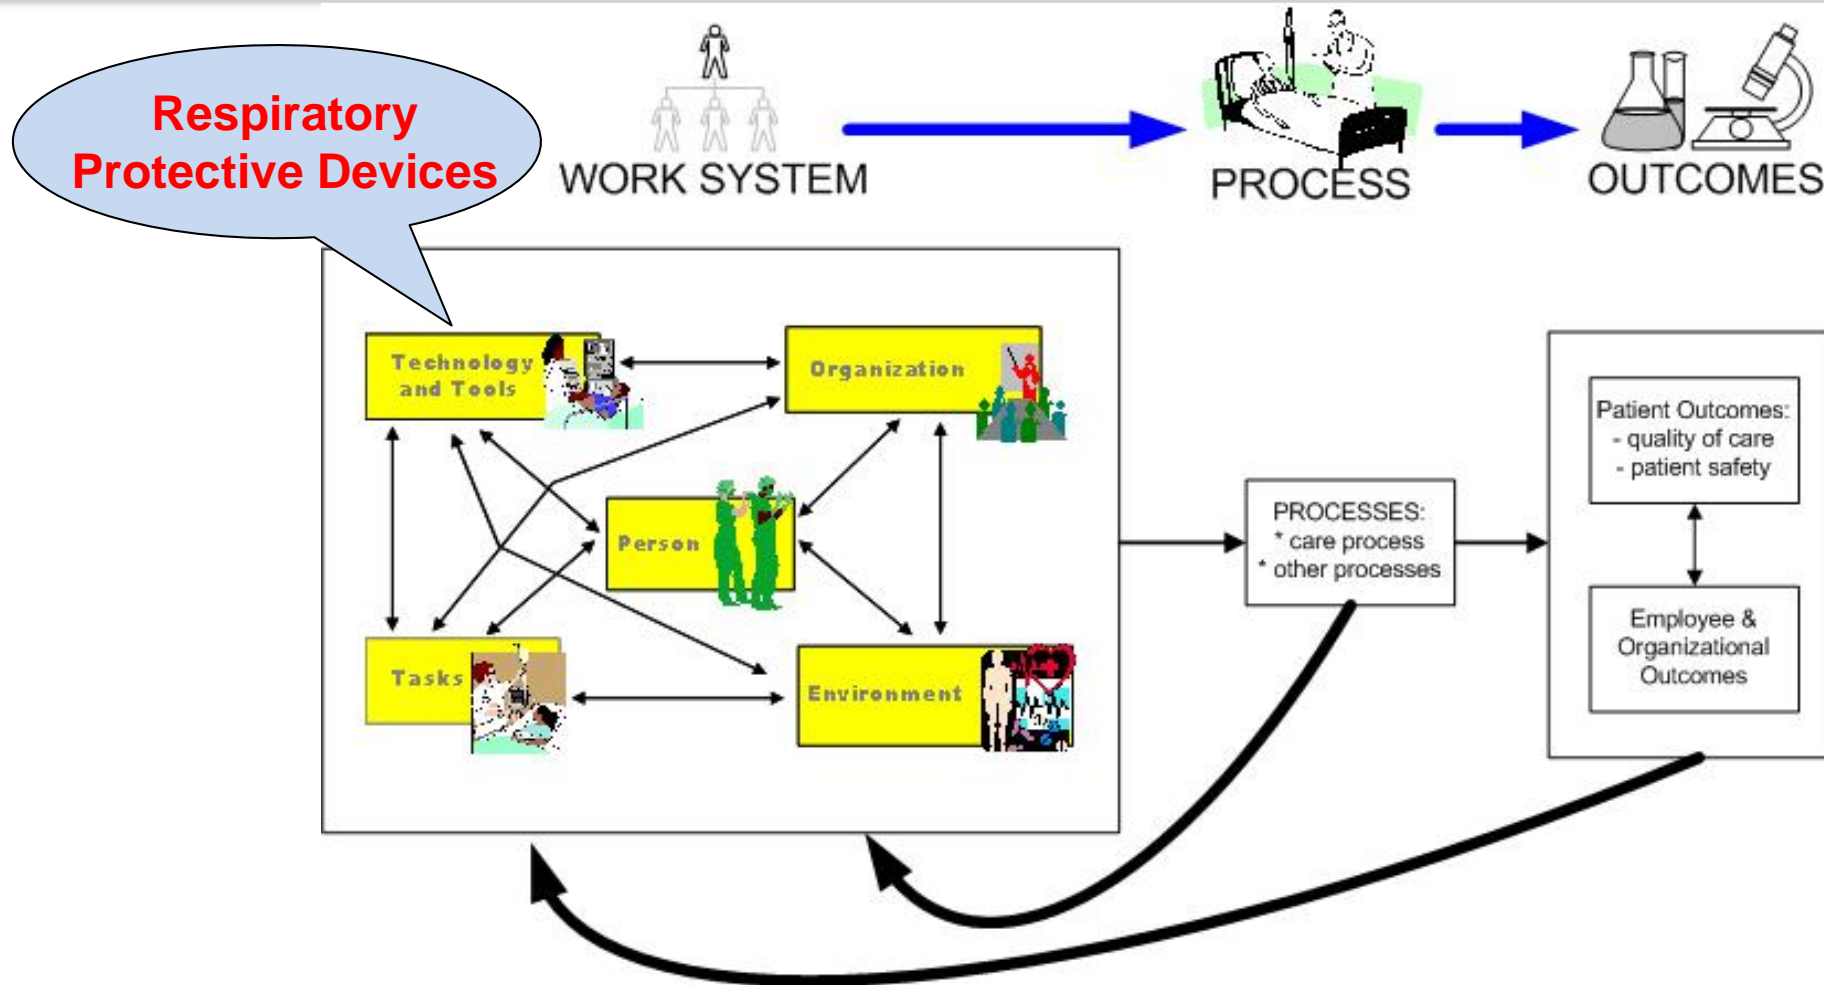 Respiratory
Protective Devices
WORK SYSTEM
PROCESS
OUTCOMES
Technology
and Tools
Organization
Person
Tasks
Environment
PROCESSES:
* care process
* other processes
Patient Outcomes:
- quality of care
- patient safety
Employee &
Organizational
Outcomes